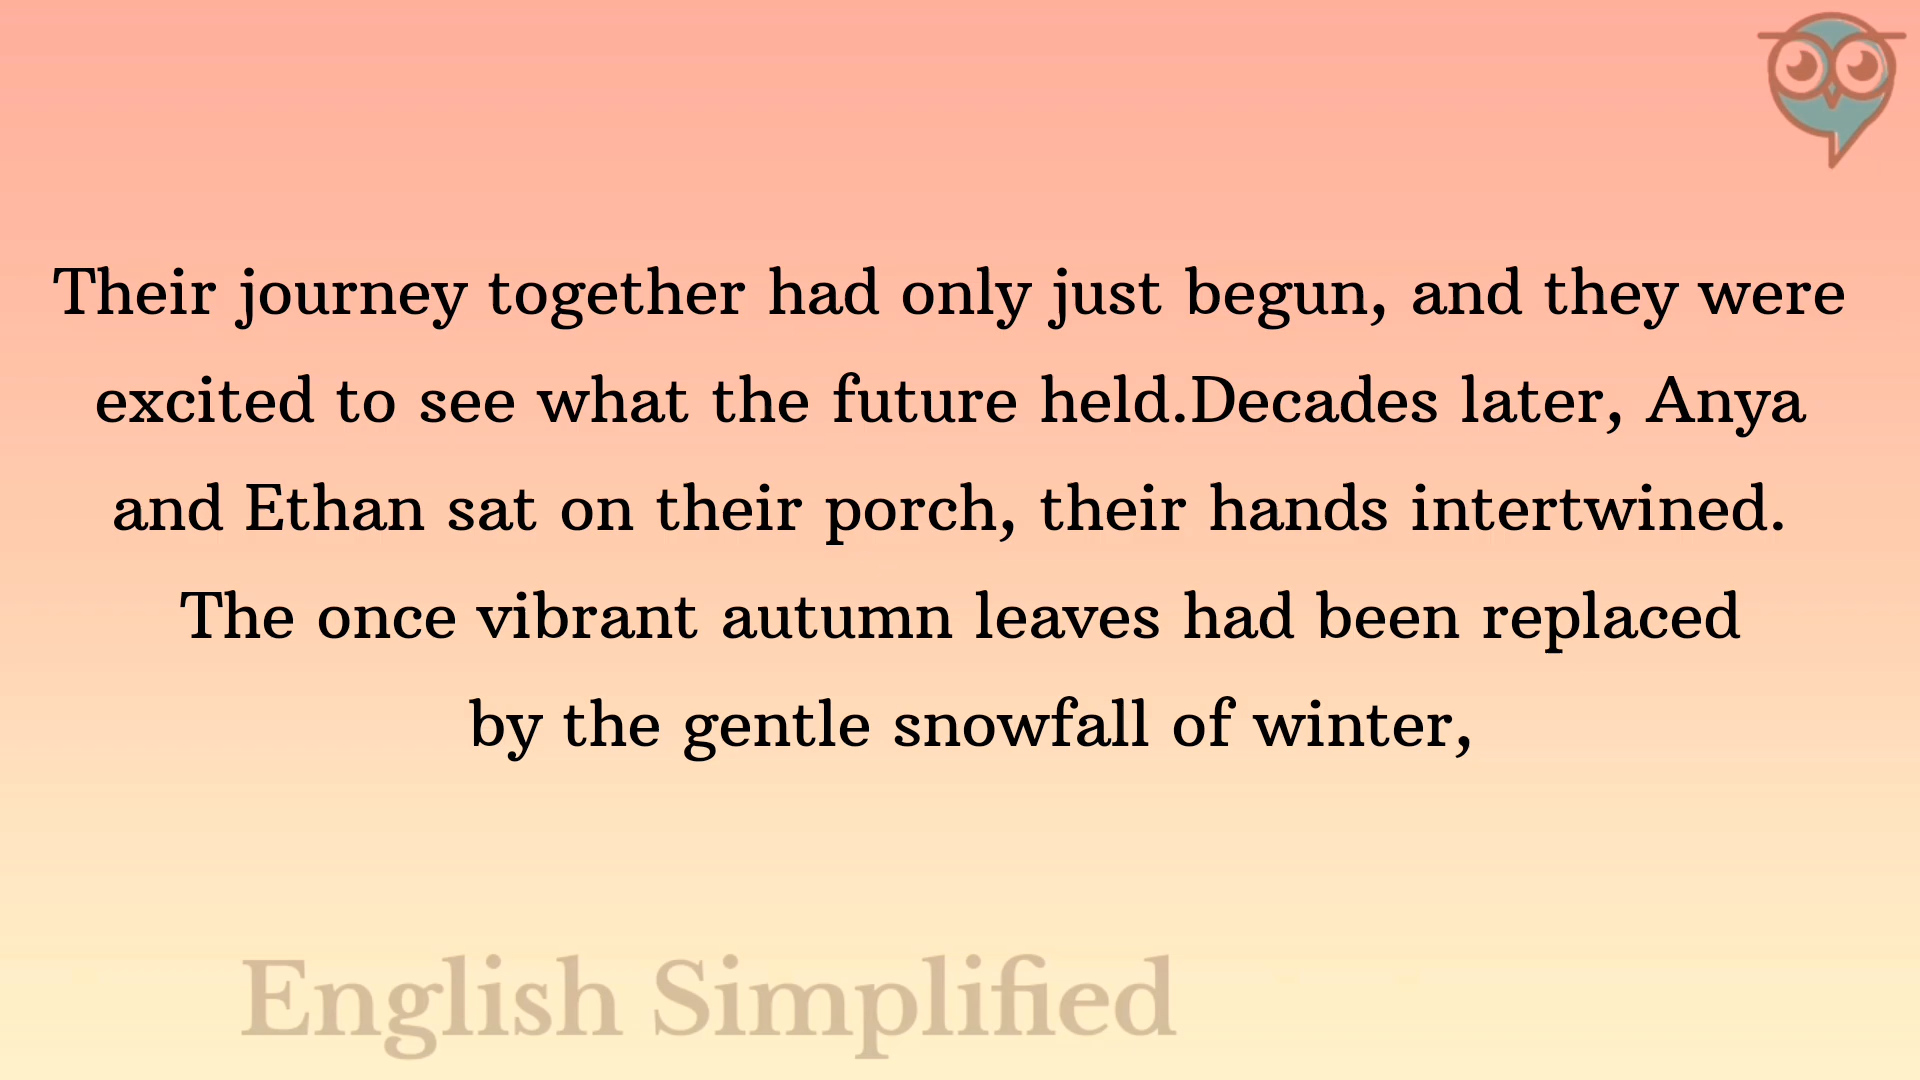 Their journey together had only just begun, and they were
excited to see what the future held.Decades later, Anya
and Ethan sat on their porch, their hands intertwined.
The once vibrant autumn leaves had been replaced
by the gentle snowfall of winter,
English Simplified